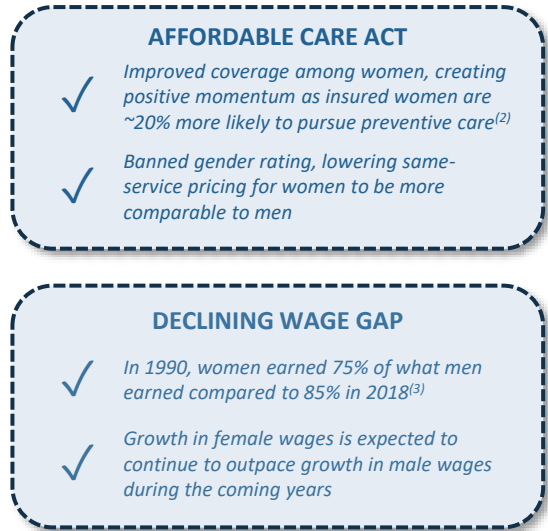 AFFORDABLE CARE ACT
✓ Improved coverage among women, creating
positive momentum as insured women are
~20% more likely to pursue preventive care(2)
✓ Banned gender rating, lowering same-
service pricing for women to be more
comparable to men
DECLINING WAGE GAP
✓ In 1990, women earned 75% of what men
earned compared to 85% in 2018(3)
✓ Growth in female wages is expected to
continue to outpace growth in male wages
during the coming years